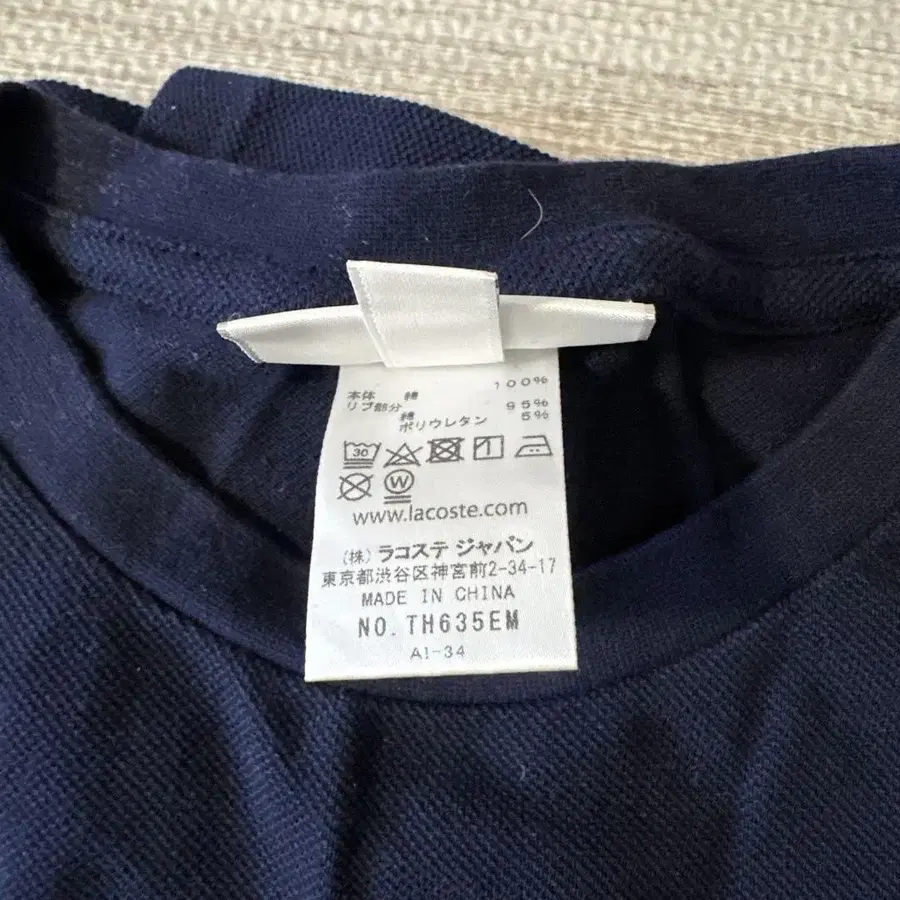 本体 綿 100%
リブ部分 綿 95%
ポリウレタン 5%
30
W
www.lacoste.com
(株) ラコステ ジャパン
東京都渋谷区神宮前2-34-17
MADE IN CHINA
NO. TH635EM
A!-34